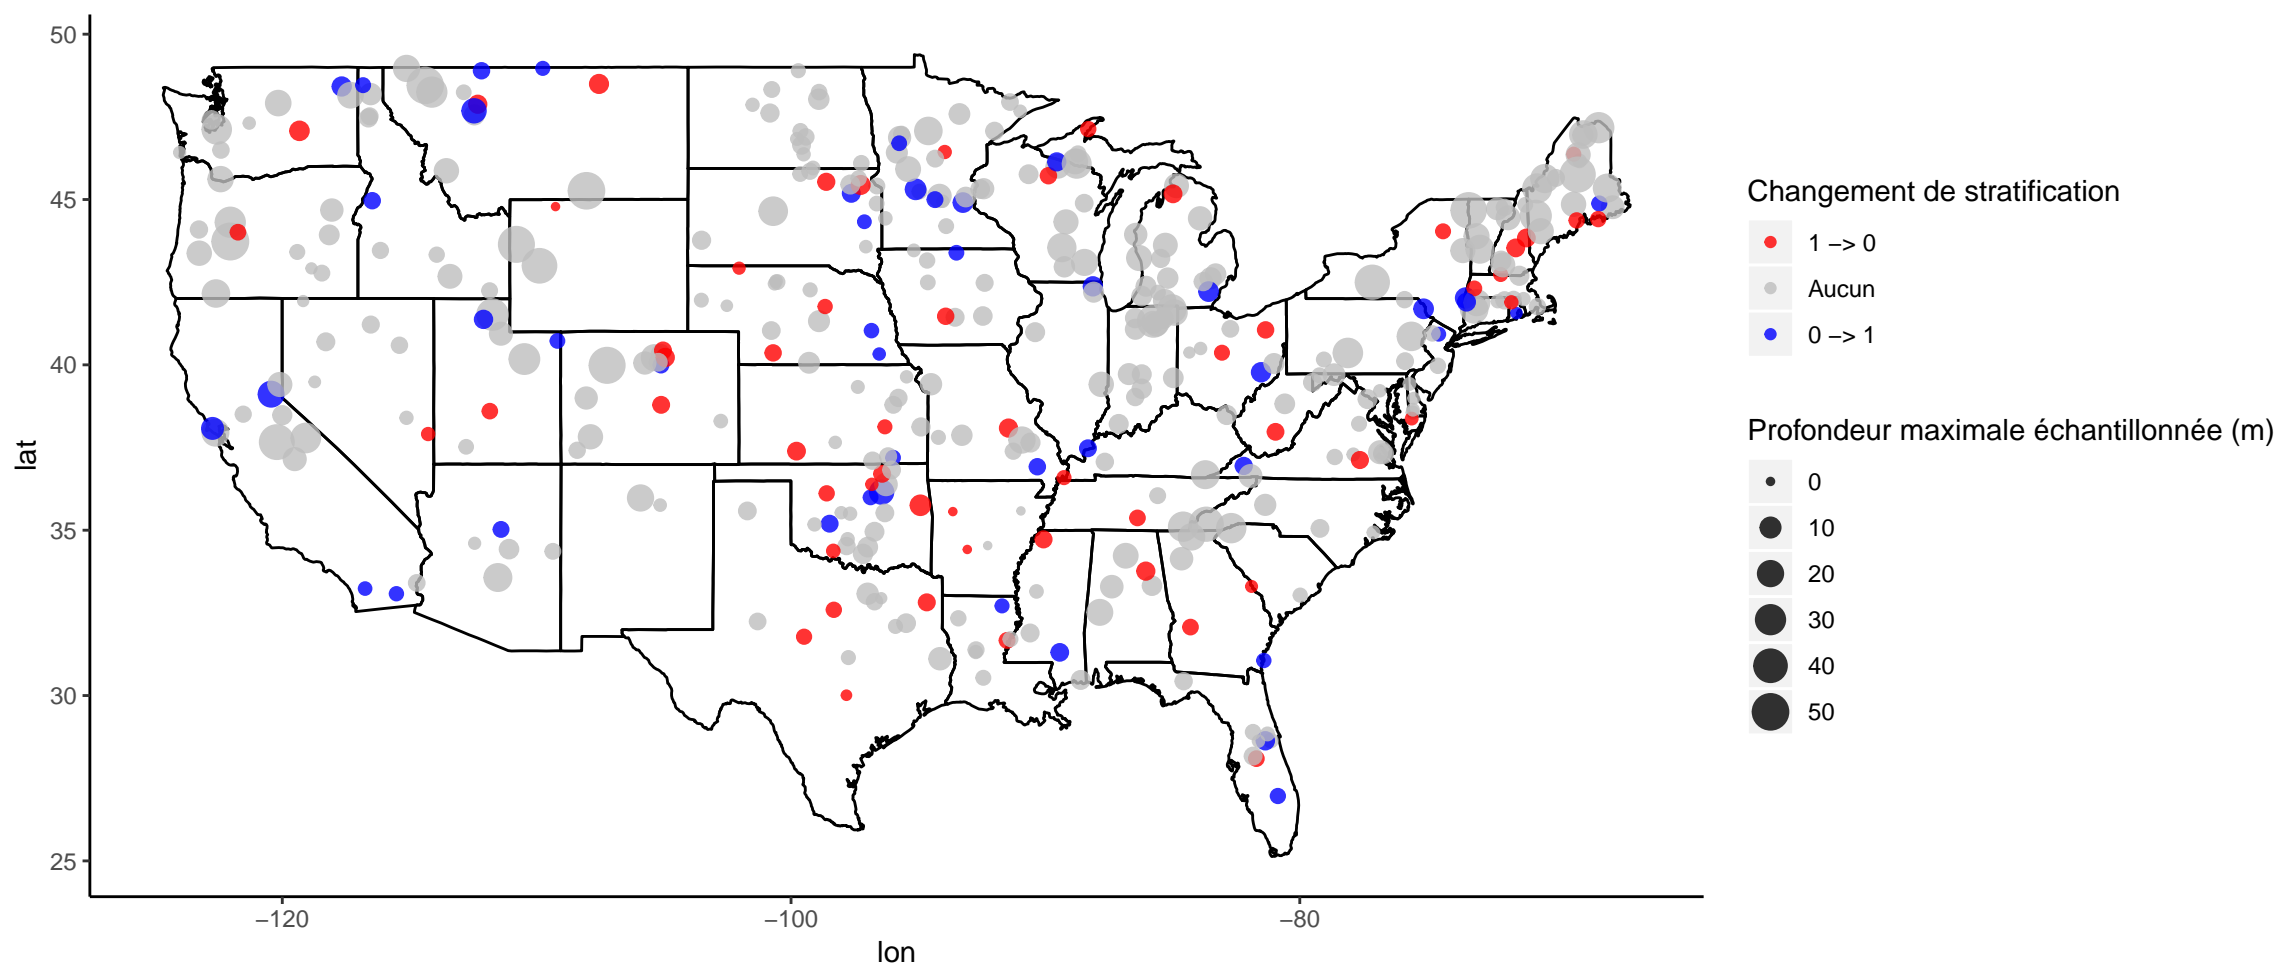 50
45
40
35
30
25
lat
−120
−100
−80
lon
Changement de stratification
1 −> 0
Aucun
0 −> 1
Profondeur maximale échantillonnée (m)
0
10
20
30
40
50